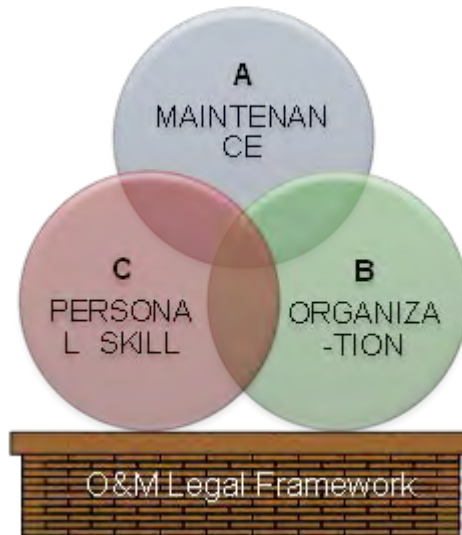 A
MAINTENAN
CE
C
PERSONA
L SKILL
B
ORGANIZA
-TION
O&M Legal Framework